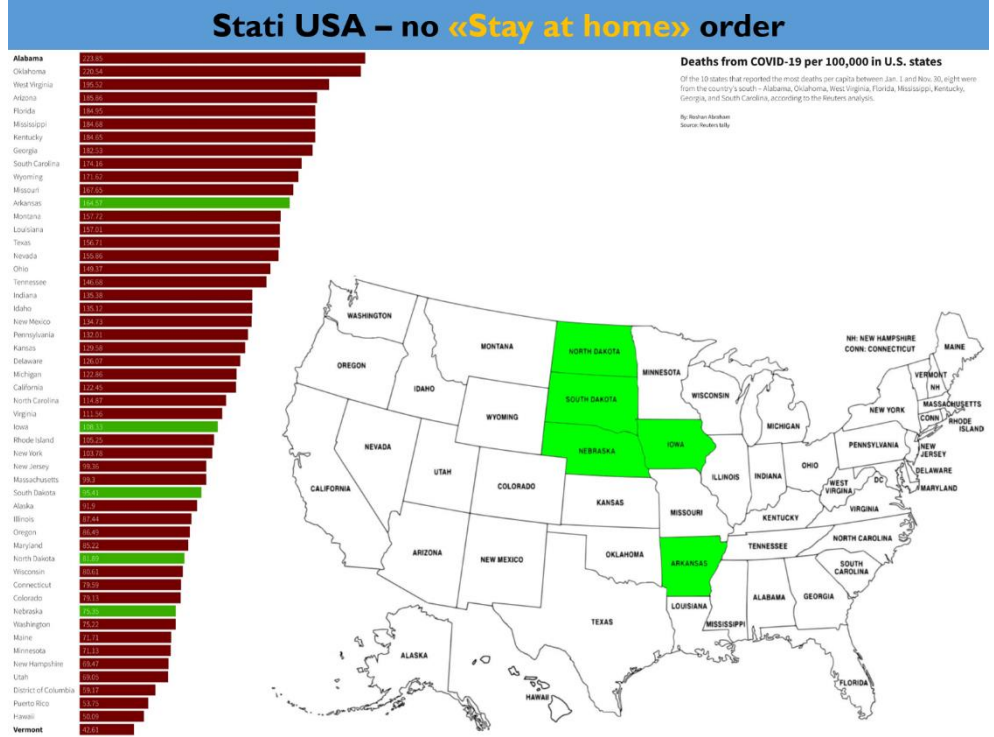 Stati USA – no «Stay at home» order
Alabama 223.85
Oklahoma 220.54
West Virginia 195.52
Arizona 185.86
Florida 184.95
Mississippi 184.68
Kentucky 184.65
Georgia 182.53
South Carolina 174.16
Wyoming 171.62
Missouri 167.65
Arkansas 164.57
Montana 157.72
Louisiana 157.01
Texas 156.71
Nevada 155.86
Ohio 149.37
Tennessee 146.68
Indiana 135.38
Idaho 135.12
New Mexico 134.73
Pennsylvania 132.01
Kansas 129.58
Delaware 126.07
Michigan 122.86
California 122.45
North Carolina 114.87
Virginia 111.56
Iowa 108.33
Rhode Island 105.25
New York 103.78
New Jersey 98.36
Massachusetts 98.3
South Dakota 95.41
Alaska 91.9
Illinois 87.44
Oregon 86.49
Maryland 85.22
North Dakota
Wisconsin
Connecticut 79.59
Colorado 79.13
Nebraska 75.35
Washington 75.22
Maine 71.71
Minnesota 71.13
New Hampshire 69.47
Utah 69.05
District of Columbia 59.17
Puerto Rico 53.75
Hawaii 50.09
Vermont 42.61
Deaths from COVID-19 per 100,000 in U.S. states
Of the 10 states that reported the most deaths per capita between Jan. 1 and Nov. 30, eight were
from the country's south – Alabama, Oklahoma, West Virginia, Florida, Mississippi, Kentucky,
Georgia, and South Carolina, according to the Reuters analysis.
By: Roshan Abraham
Source: Reuters tally
WASHINGTON
MONTANA
NORTH DAKOTA
MINNESOTA
NH: NEW HAMPSHIRE
CONN: CONNECTICUT
MAINE
OREGON
IDAHO
SOUTH DAKOTA
WISCONSIN
VERMONT
NH
WYOMING
MICHIGAN
NEW YORK
MASSACHUSETTS
CONN
RHODE
ISLAND
NEVADA
NEBRASKA
IOWA
PENNSYLVANIA
NEW
JERSEY
UTAH
ILLINOIS
INDIANA
OHIO
DELAWARE
CALIFORNIA
COLORADO
WEST
VIRGINA
DC
MARYLAND
KANSAS
MISSOURI
VIRGINIA
KENTUCKY
ARIZONA
NEW MEXICO
OKLAHOMA
ARKANSAS
TENNESSEE
NORTH CAROLINA
SOUTH
CAROLINA
LOUISIANA
ALABAMA
GEORGIA
TEXAS
MISSISSIPPI
ALASKA
HAWAII
FLORIDA